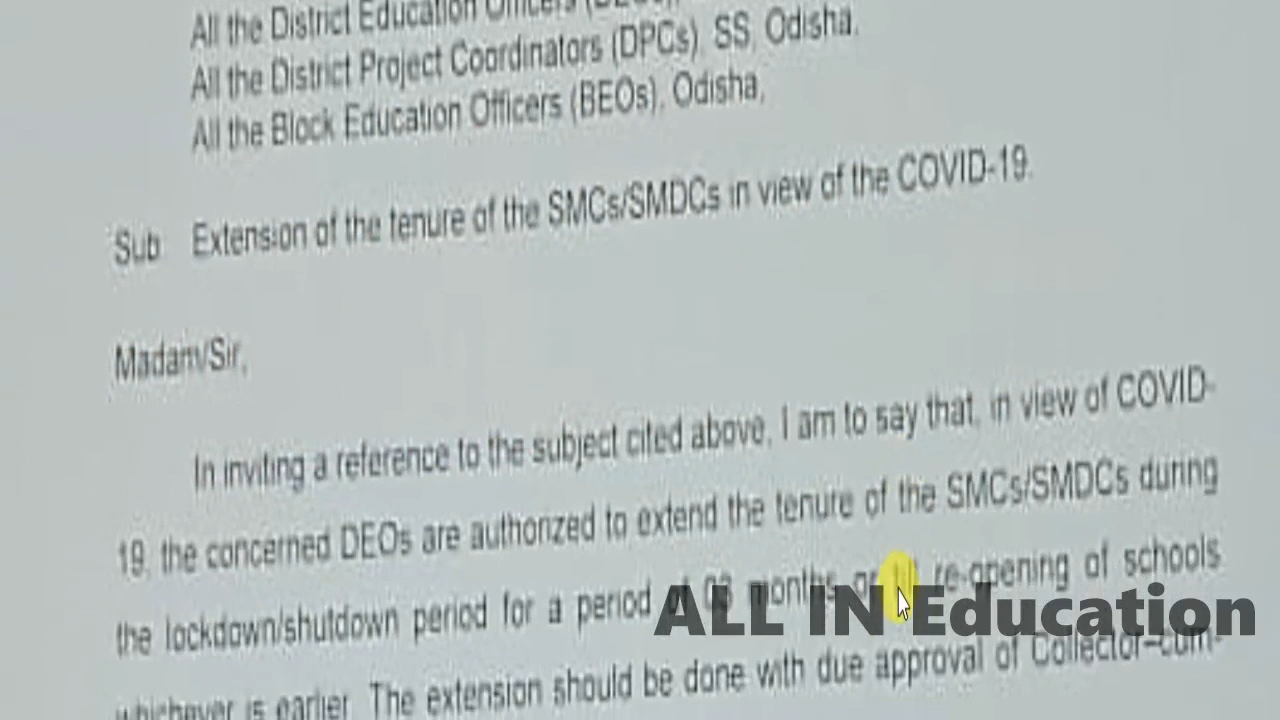 All the District Education Officers
All the District Project Coordinators (DPCs), SS, Odisha.
All the Block Education Officers (BEOs), Odisha,
Sub Extension of the tenure of the SMCs/SMDCs in view of the COVID-19.
Madam/Sir,
In inviting a reference to the subject cited above, I am to say that, in view of COVID-
19, the concerned DEOs are authorized to extend the tenure of the SMCs/SMDCs during
the lockdown/shutdown period for a period of months or re-opening of schools
ALL IN Education
whichever is earlier. The extension should be done with due approval of Collector-cum-